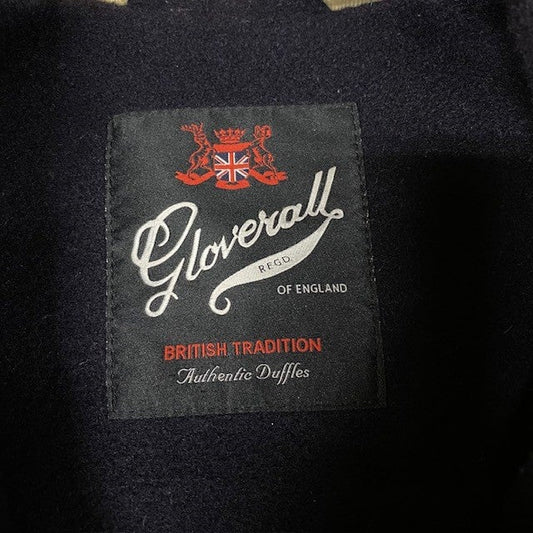 Gloverall
REGD.
OF ENGLAND
BRITISH TRADITION
Authentic Duffles